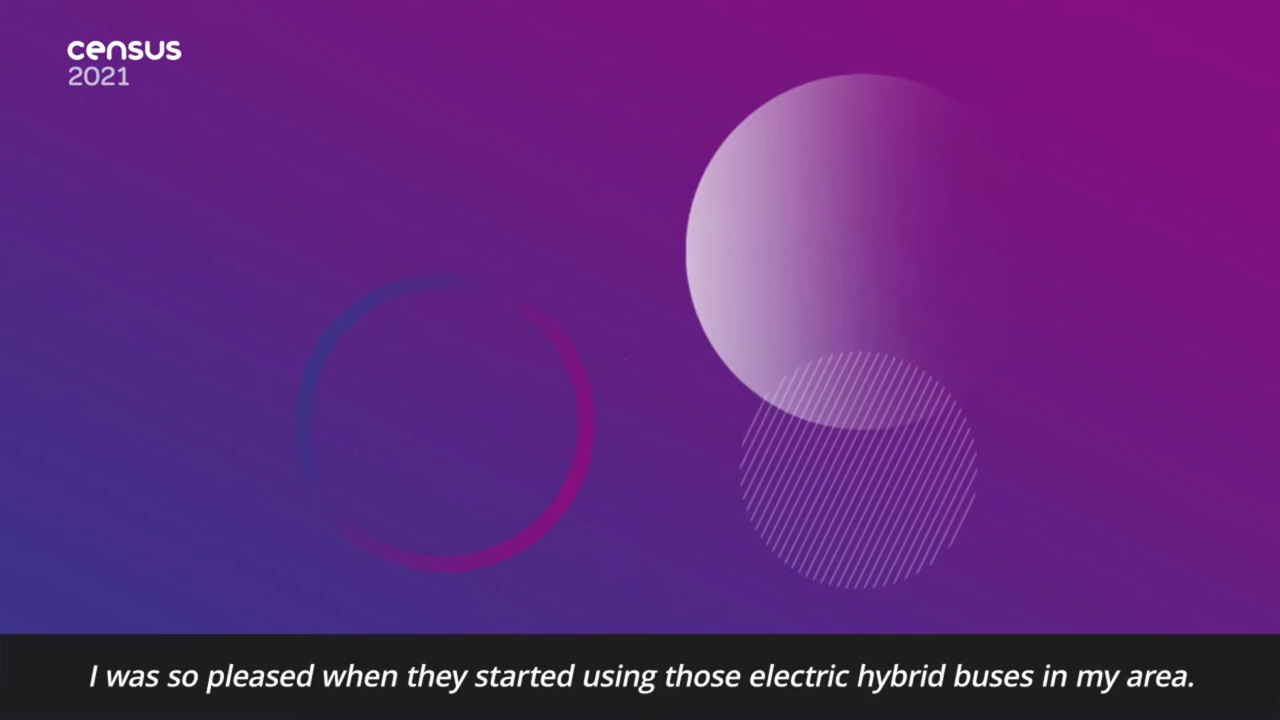 census
2021
I was so pleased when they started using those electric hybrid buses in my area.